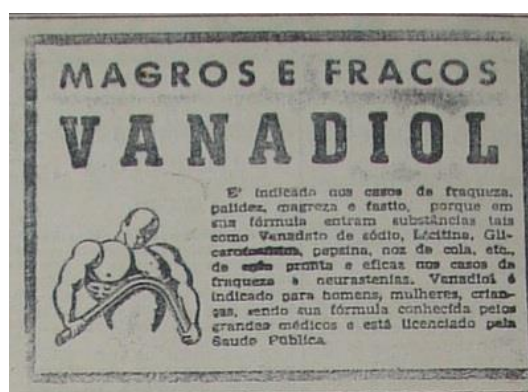 MAGROS E FRACOS
VANADIOL
E' indicado nos casos de fraqueza,
palidez, magreza e fastio, porque em
sua fórmula entram substâncias tais
como Vanadato de sódio, Lecitina, Gli-
pepsina, noz de cola, etc.,
de pronta e eficaz nos casos de
fraqueza e neurastenias. Vanadiol é
indicado para homens, mulheres, crian-
ças, sendo sua fórmula conhecida pelos
grandes médicos e está licenciado pela
Saude Pública